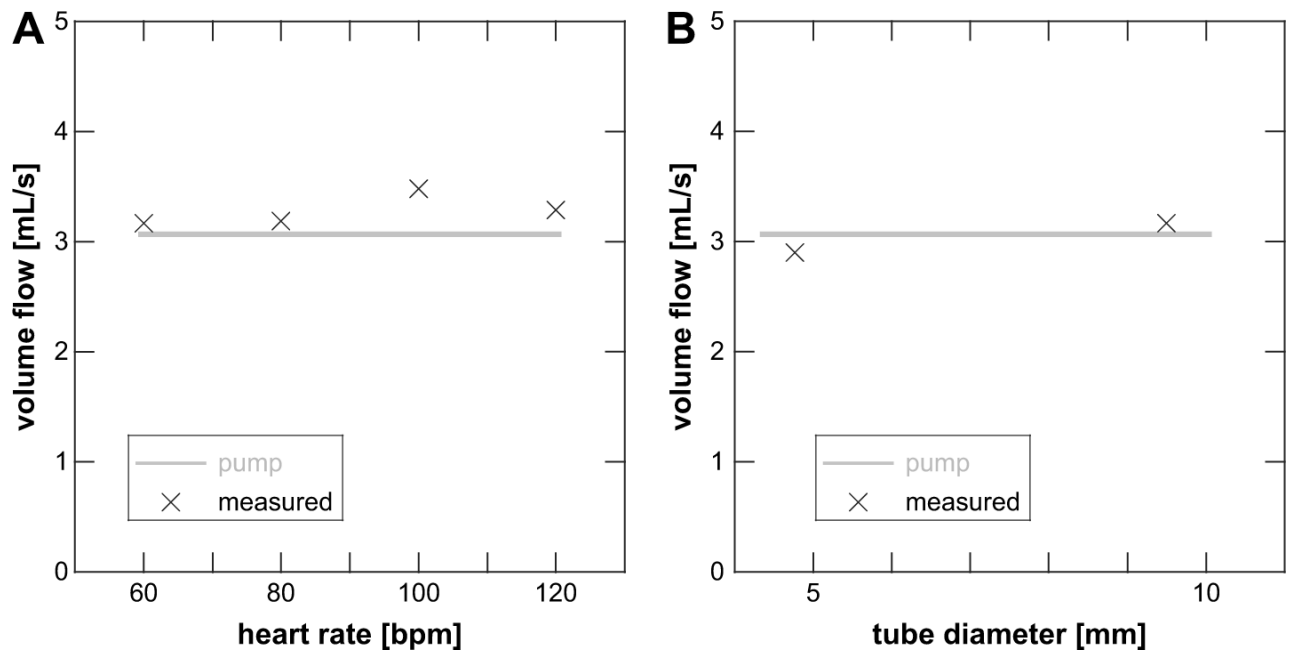 A
5
4
3
2
1
0
volume flow [mL/s]
pump
measured
60
80
100
120
heart rate [bpm]
B
5
4
3
2
1
0
volume flow [mL/s]
pump
measured
5
10
tube diameter [mm]